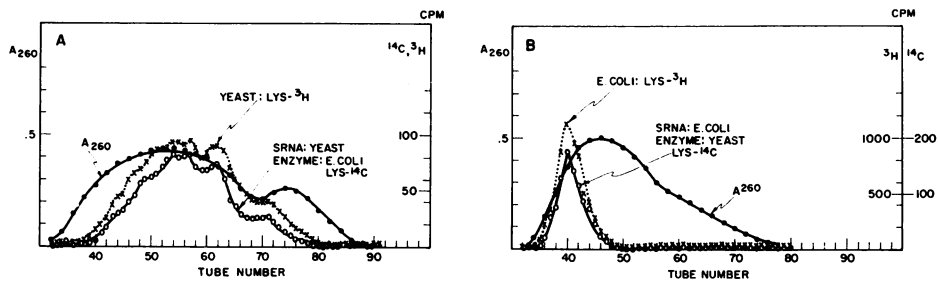 CPM
CPM
A260
A
14C, 3H
A260
B
3H 14C
YEAST: LYS-3H
E COLI: LYS-3H
A260
.5
100
SRNA: YEAST
ENZYME: E.COLI
LYS-14C
50
.5
SRNA: E.COLI
ENZYME: YEAST
LYS-14C
1000 200
A260
500 100
40 50 60 70 80 90
TUBE NUMBER
40 50 60 70 80
TUBE NUMBER